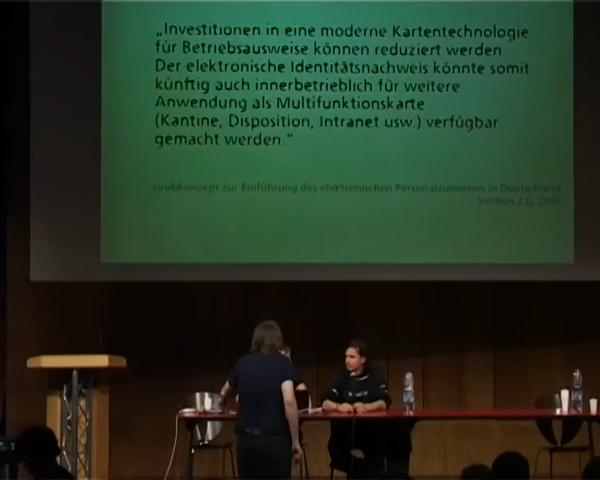 „Investitionen in eine moderne Kartentechnologie
für Betriebsausweise können reduziert werden.
Der elektronische Identitätsnachweis könnte somit
künftig auch innerbetrieblich für weitere
Anwendung als Multifunktionskarte
(Kantine, Disposition, Intranet usw.) verfügbar
gemacht werden.“
Grobkonzept zur Einführung des elektronischen Personalausweises in Deutschland
Version 2.0, 2008